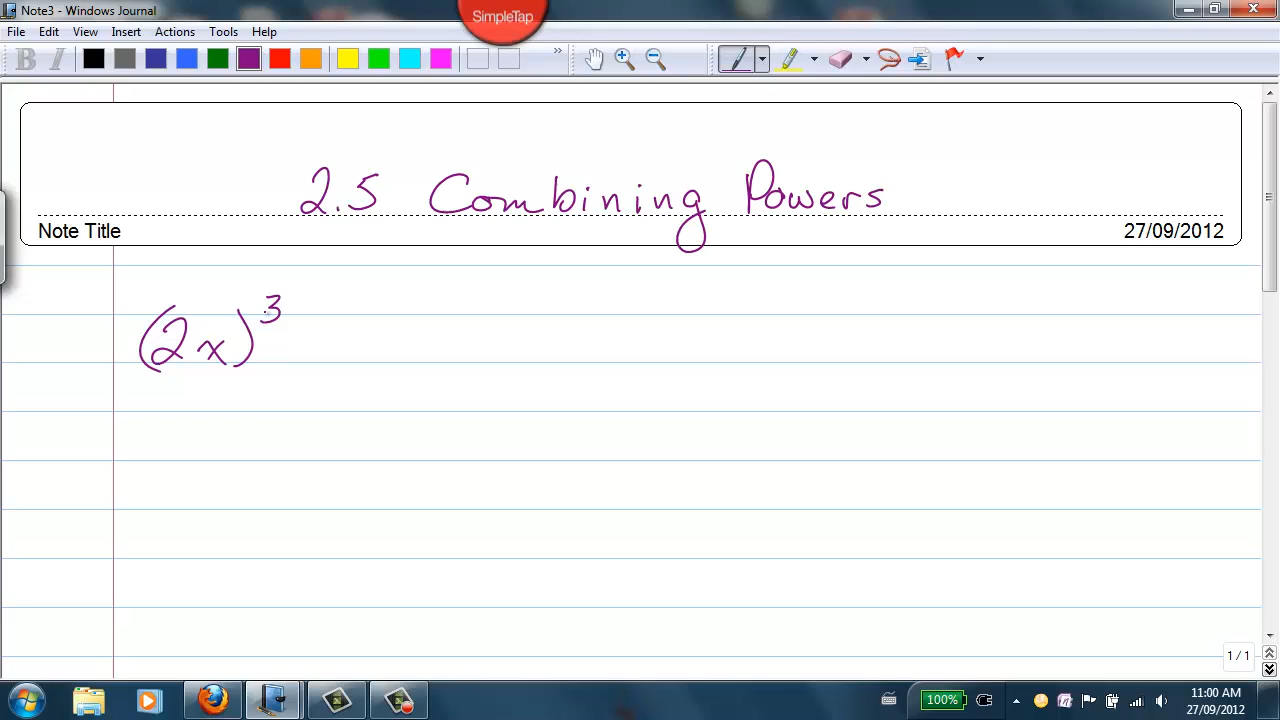 Note3 - Windows Journal
SimpleTap
File Edit View Insert Actions Tools Help
B I
2.5 Combining Powers
Note Title 27/09/2012
(2x)³
1 / 1
100% 11:00 AM
27/09/2012